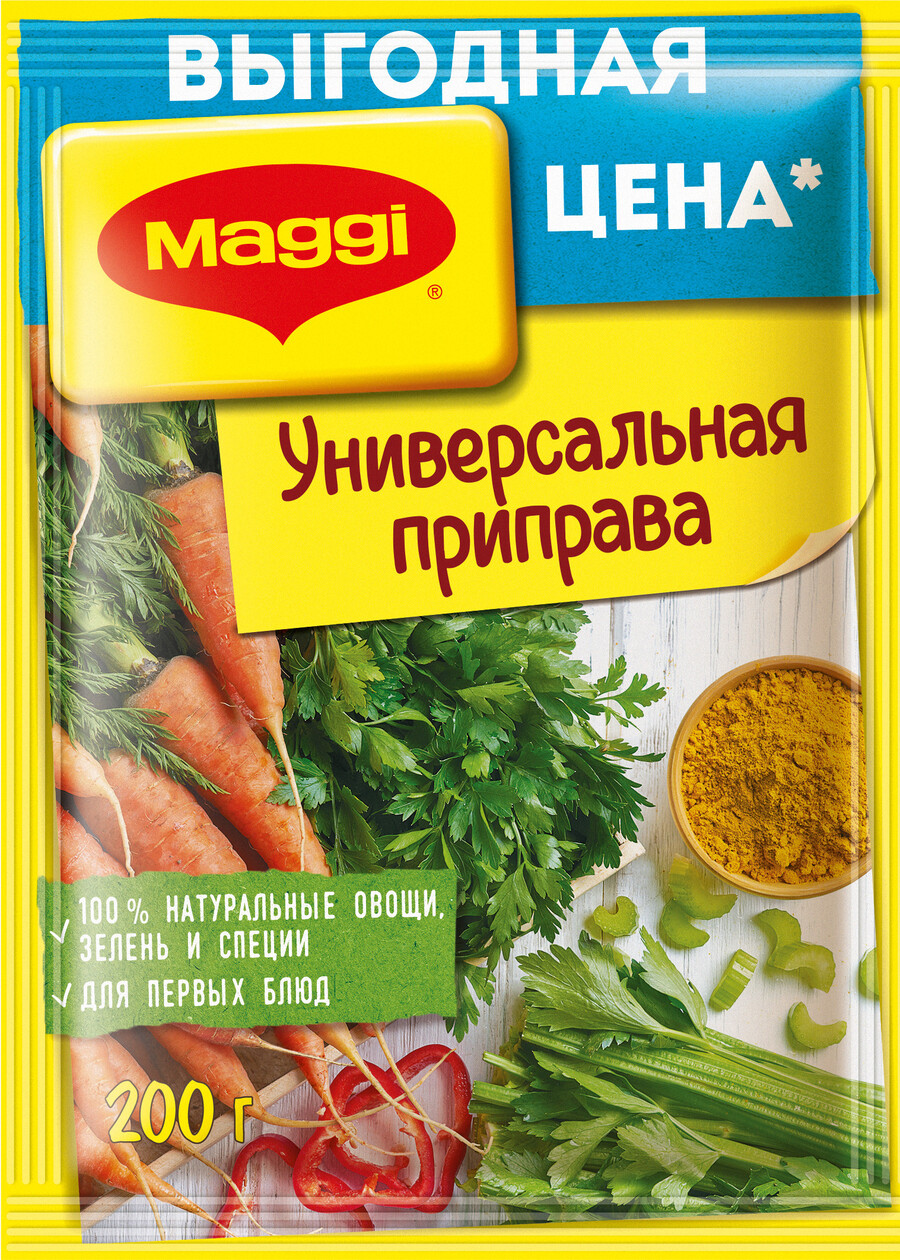 ВЫГОДНАЯ
ЦЕНА*
Maggi
®
Универсальная
приправа
100 % НАТУРАЛЬНЫЕ ОВОЩИ,
ЗЕЛЕНЬ И СПЕЦИИ
ДЛЯ ПЕРВЫХ БЛЮД
200 г